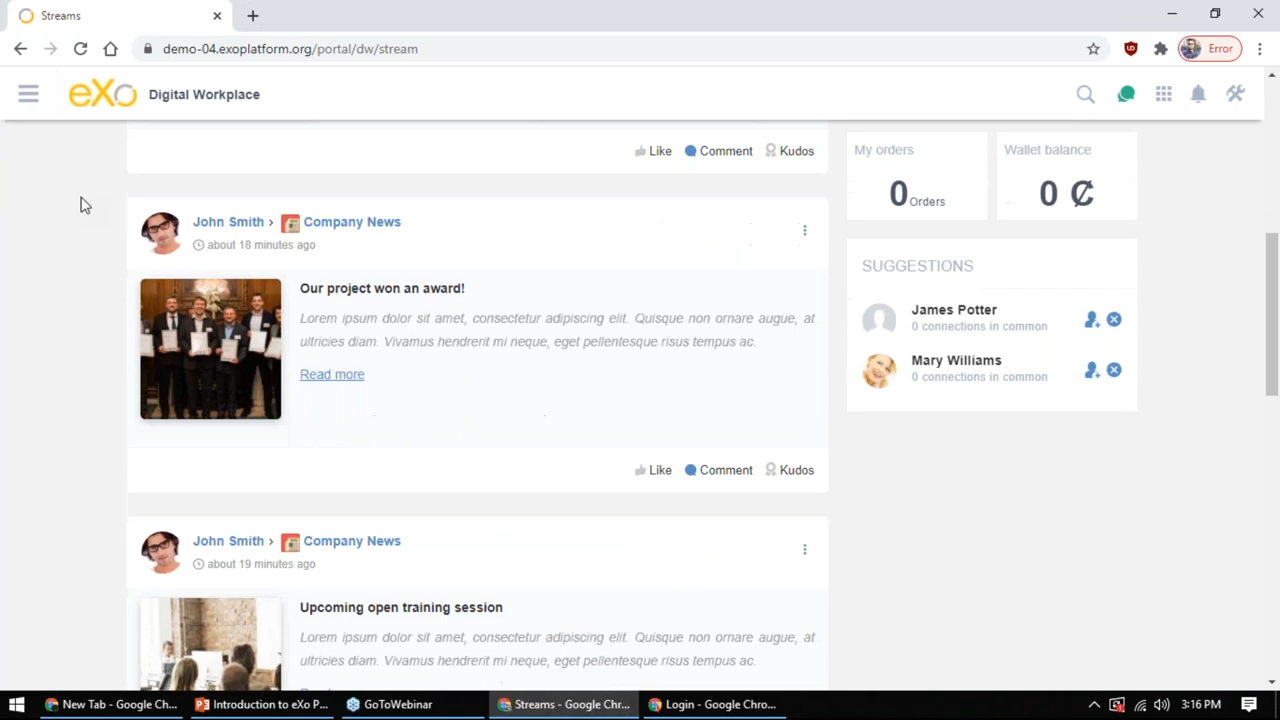 Streams
demo-04.exoplatform.org/portal/dw/stream
Error
eXo Digital Workplace
Like Comment Kudos
My orders
0 Orders
Wallet balance
0 ₡
John Smith › Company News
about 18 minutes ago
Our project won an award!
Lorem ipsum dolor sit amet, consectetur adipiscing elit. Quisque non ornare augue, at
ultricies diam. Vivamus hendrerit mi neque, eget pellentesque risus tempus ac.
Read more
Like Comment Kudos
SUGGESTIONS
James Potter
0 connections in common
Mary Williams
0 connections in common
John Smith › Company News
about 19 minutes ago
Upcoming open training session
Lorem ipsum dolor sit amet, consectetur adipiscing elit. Quisque non ornare augue, at
ultricies diam. Vivamus hendrerit mi neque, eget pellentesque risus tempus ac.
New Tab - Google Ch... Introduction to eXo P... GoToWebinar Streams - Google Chr... Login - Google Chro... 3:16 PM